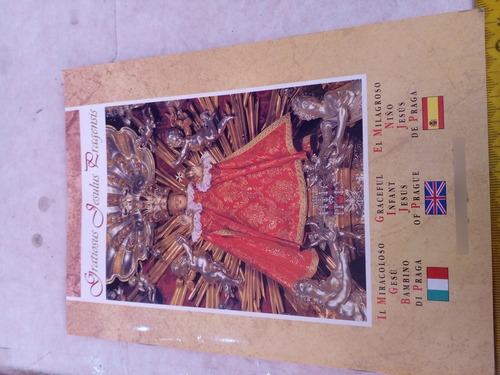 Gratiosus Jesulus Pragensis
IL MIRACOLOSO
GESÙ
BAMBINO
DI PRAGA
GRACEFUL
INFANT
JESUS
OF PRAGUE
EL MILAGROSO
NIÑO
JESÚS
DE PRAGA